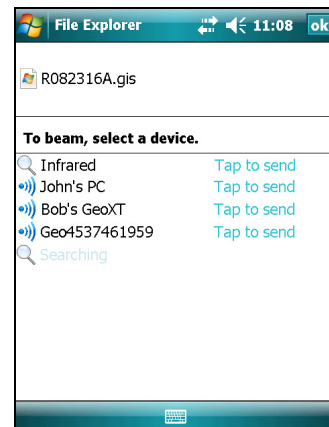 File Explorer 11:08 ok
R082316A.gis
To beam, select a device.
Infrared Tap to send
John's PC Tap to send
Bob's GeoXT Tap to send
Geo4537461959 Tap to send
Searching